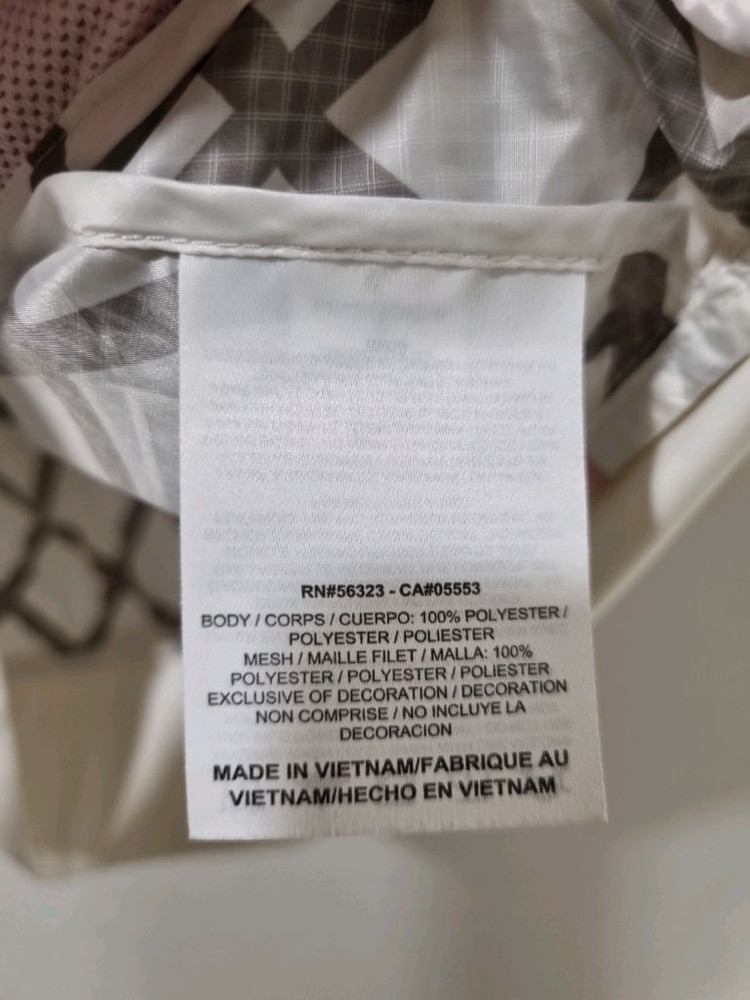 RN#56323 - CA#05553
BODY / CORPS / CUERPO: 100% POLYESTER /
POLYESTER / POLIESTER
MESH / MAILLE FILET / MALLA: 100%
POLYESTER / POLYESTER / POLIESTER
EXCLUSIVE OF DECORATION / DECORATION
NON COMPRISE / NO INCLUYE LA
DECORACION
MADE IN VIETNAM/FABRIQUE AU
VIETNAM/HECHO EN VIETNAM